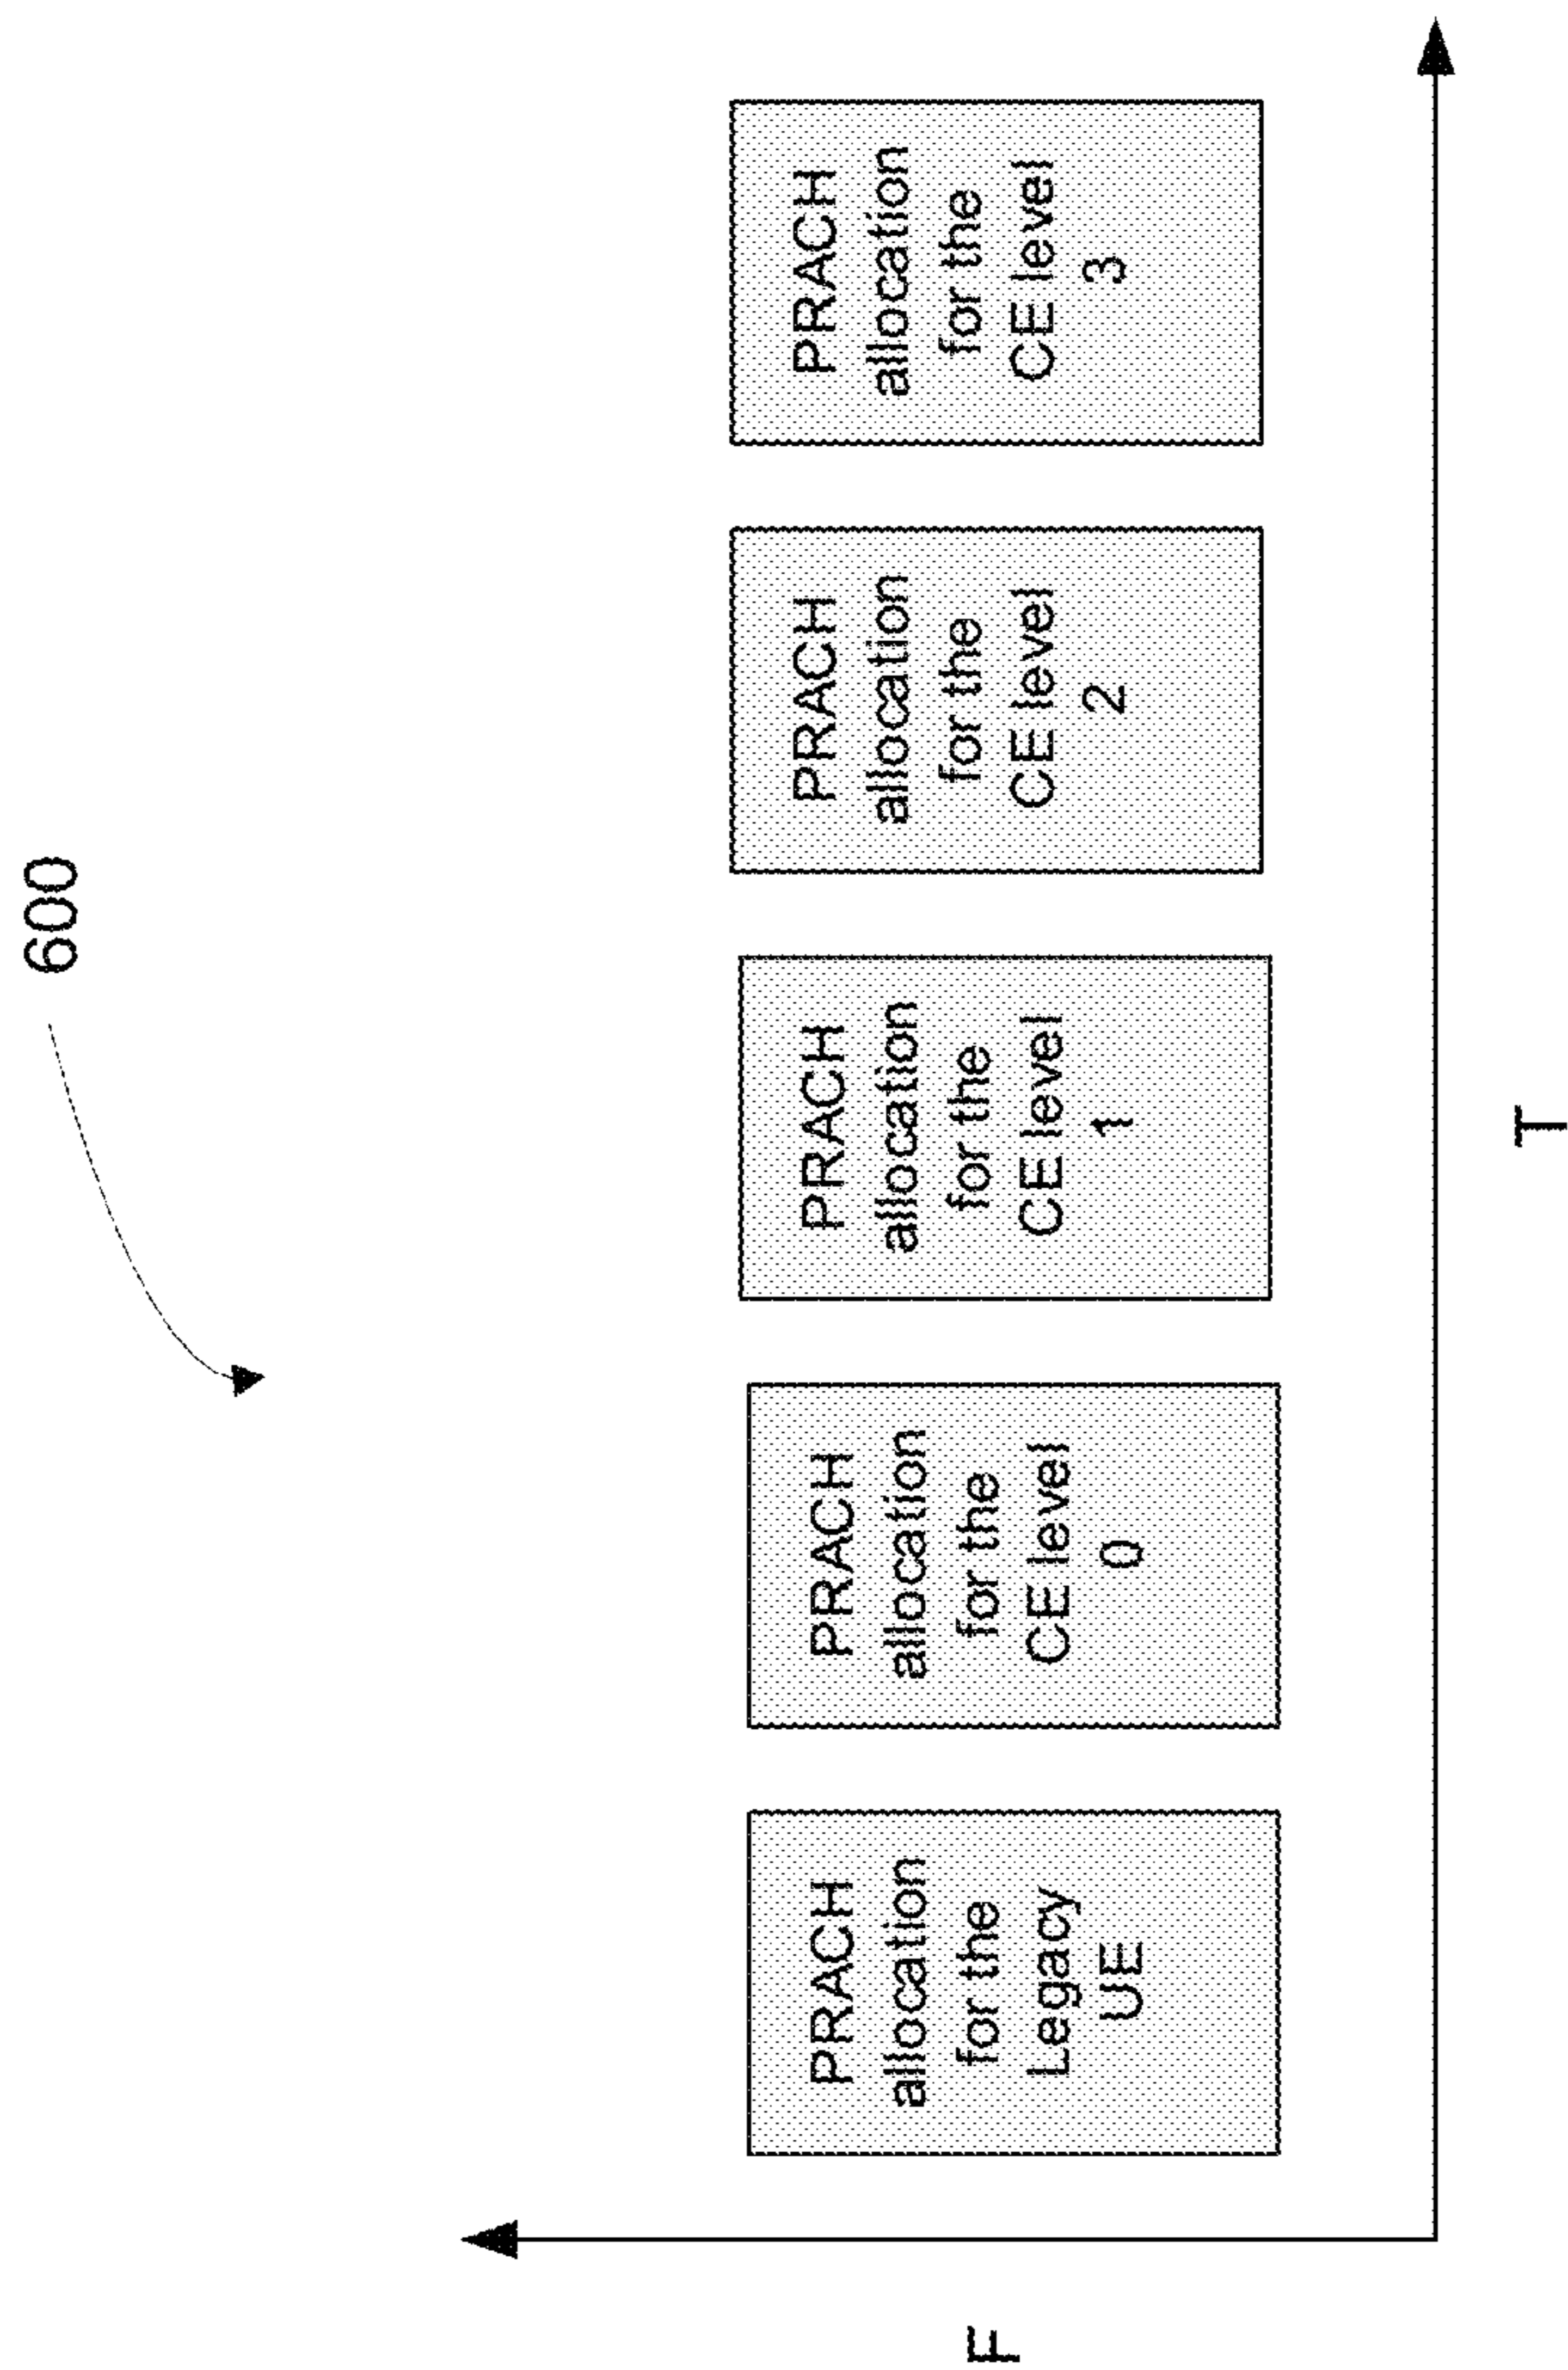 600
F
PRACH
allocation
for the
Legacy
UE
PRACH
allocation
for the
CE level
0
PRACH
allocation
for the
CE level
1
PRACH
allocation
for the
CE level
2
PRACH
allocation
for the
CE level
3
T